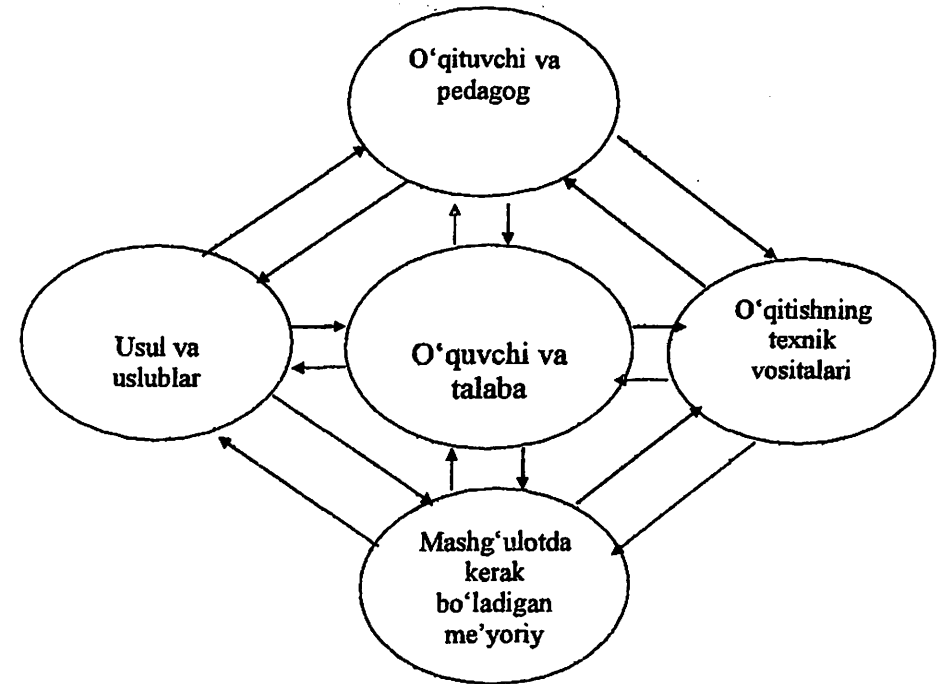 O‘qituvchi va
pedagog
Usul va
uslublar
O‘quvchi va
talaba
O‘qitishning
texnik
vositalari
Mashg‘ulotda
kerak
bo‘ladigan
me’yoriy